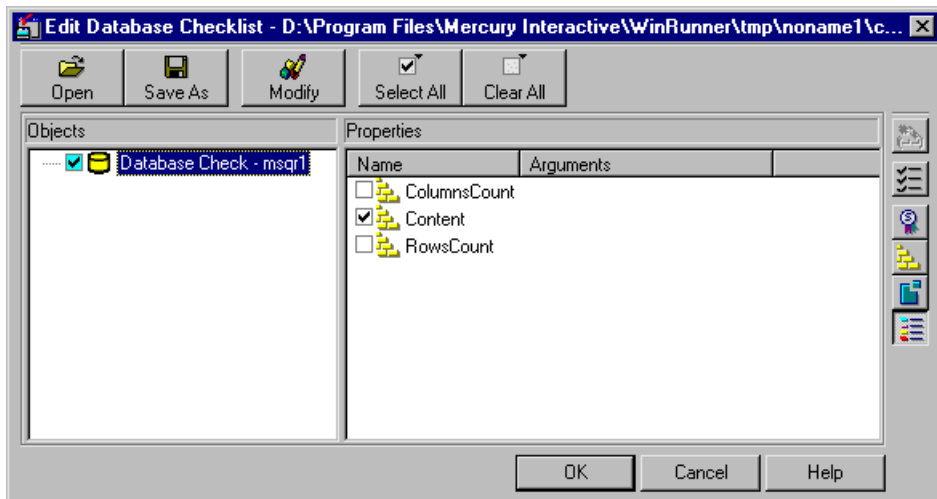 Edit Database Checklist - D:\Program Files\Mercury Interactive\WinRunner\tmp\noname1\c...
Open Save As Modify Select All Clear All
Objects Properties
Database Check - msqr1
Name Arguments
ColumnsCount
Content
RowsCount
OK Cancel Help